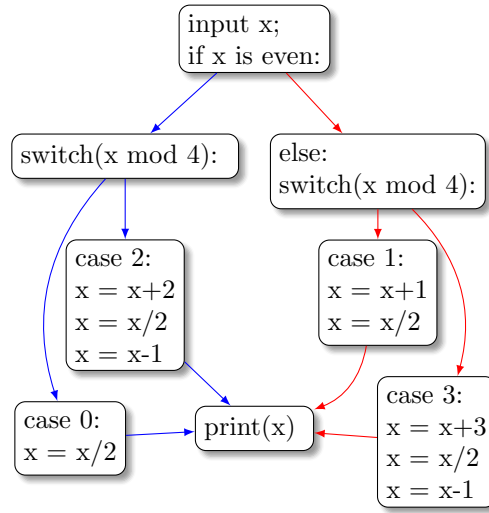 input x;
if x is even:
switch(x mod 4):
else:
switch(x mod 4):
case 2:
x = x+2
x = x/2
x = x-1
case 1:
x = x+1
x = x/2
case 0:
x = x/2
print(x)
case 3:
x = x+3
x = x/2
x = x-1